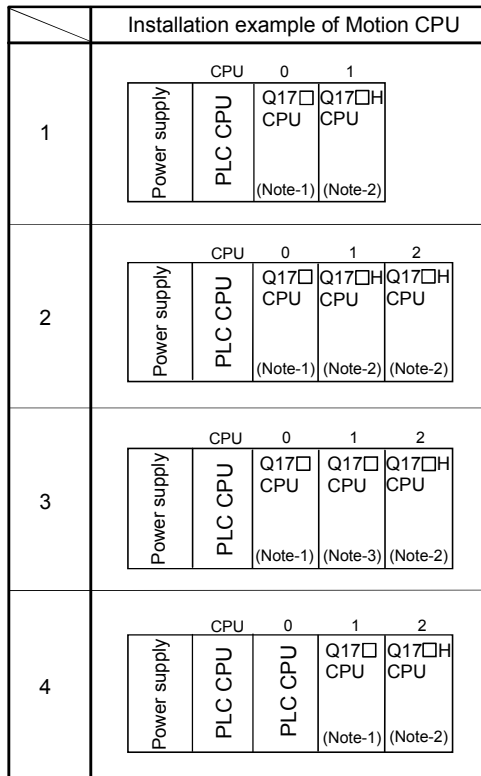 Installation example of Motion CPU
1
CPU 0 1
Power supply
PLC CPU
Q17□ CPU
(Note-1)
Q17□H CPU
(Note-2)
2
CPU 0 1 2
Power supply
PLC CPU
Q17□ CPU
(Note-1)
Q17□H CPU
(Note-2)
Q17□H CPU
(Note-2)
3
CPU 0 1 2
Power supply
PLC CPU
Q17□ CPU
(Note-1)
Q17□ CPU
(Note-3)
Q17□H CPU
(Note-2)
4
CPU 0 1 2
Power supply
PLC CPU
PLC CPU
Q17□ CPU
(Note-1)
Q17□H CPU
(Note-2)